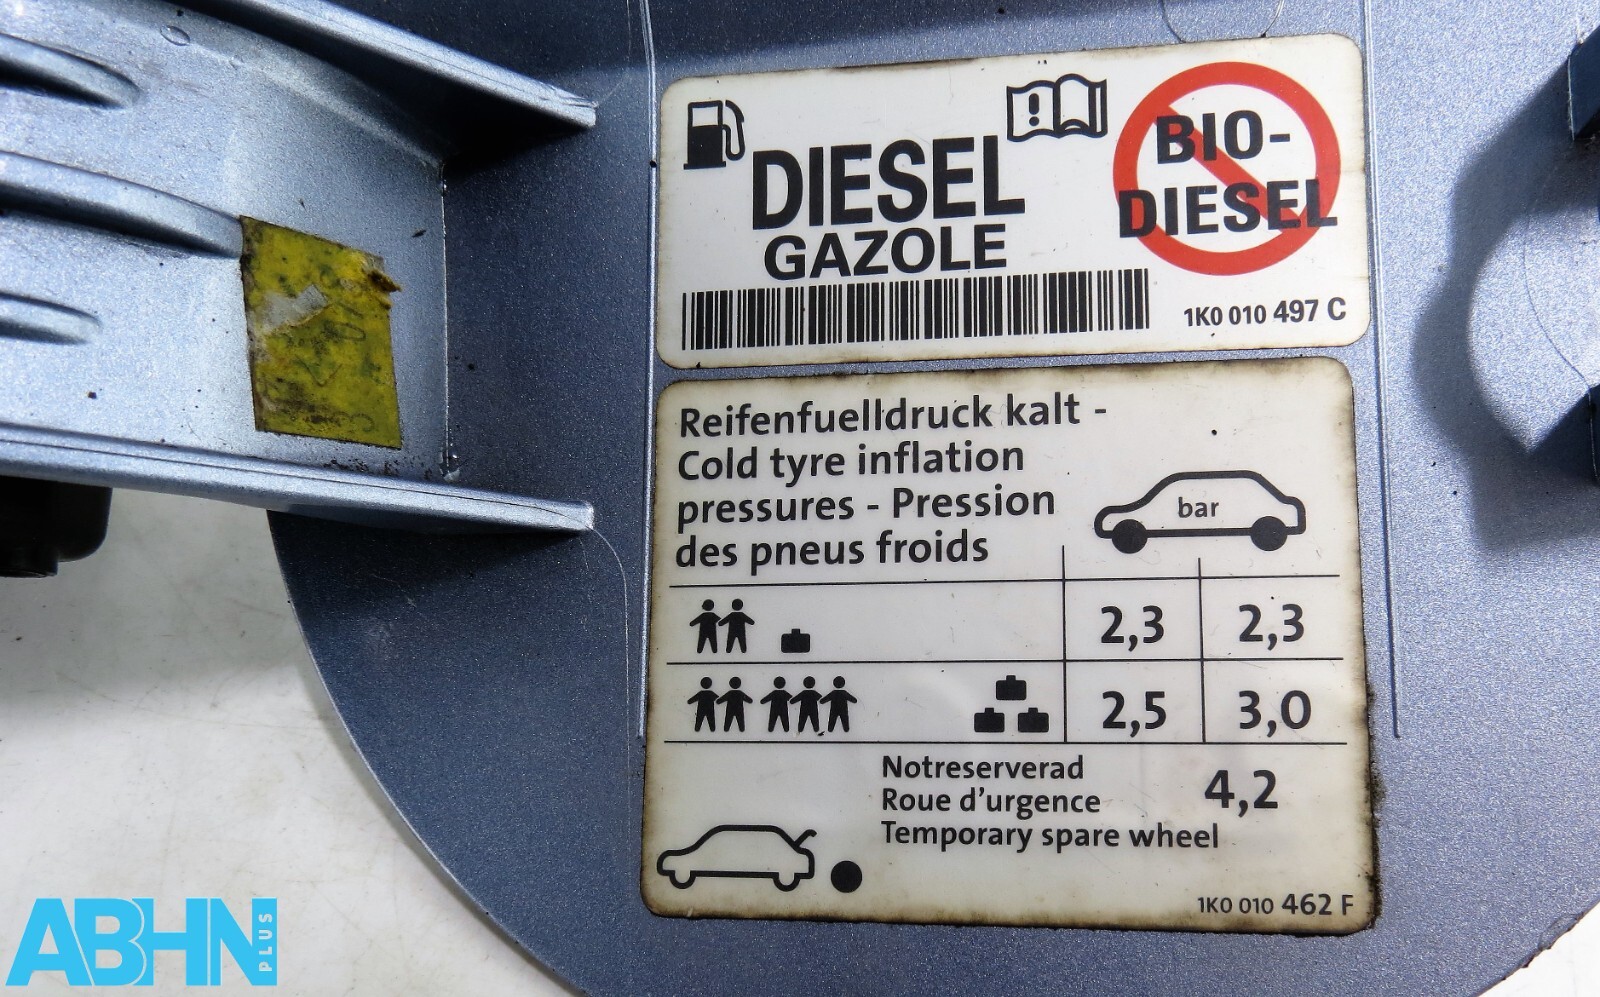 DIESEL
GAZOLE
BIO-
DIESEL
1K0 010 497 C
Reifenfuelldruck kalt -
Cold tyre inflation
pressures - Pression
des pneus froids
bar
2,3 2,3
2,5 3,0
Notreserverad
Roue d'urgence
Temporary spare wheel
4,2
1K0 010 462 F
ABHN
PLUS